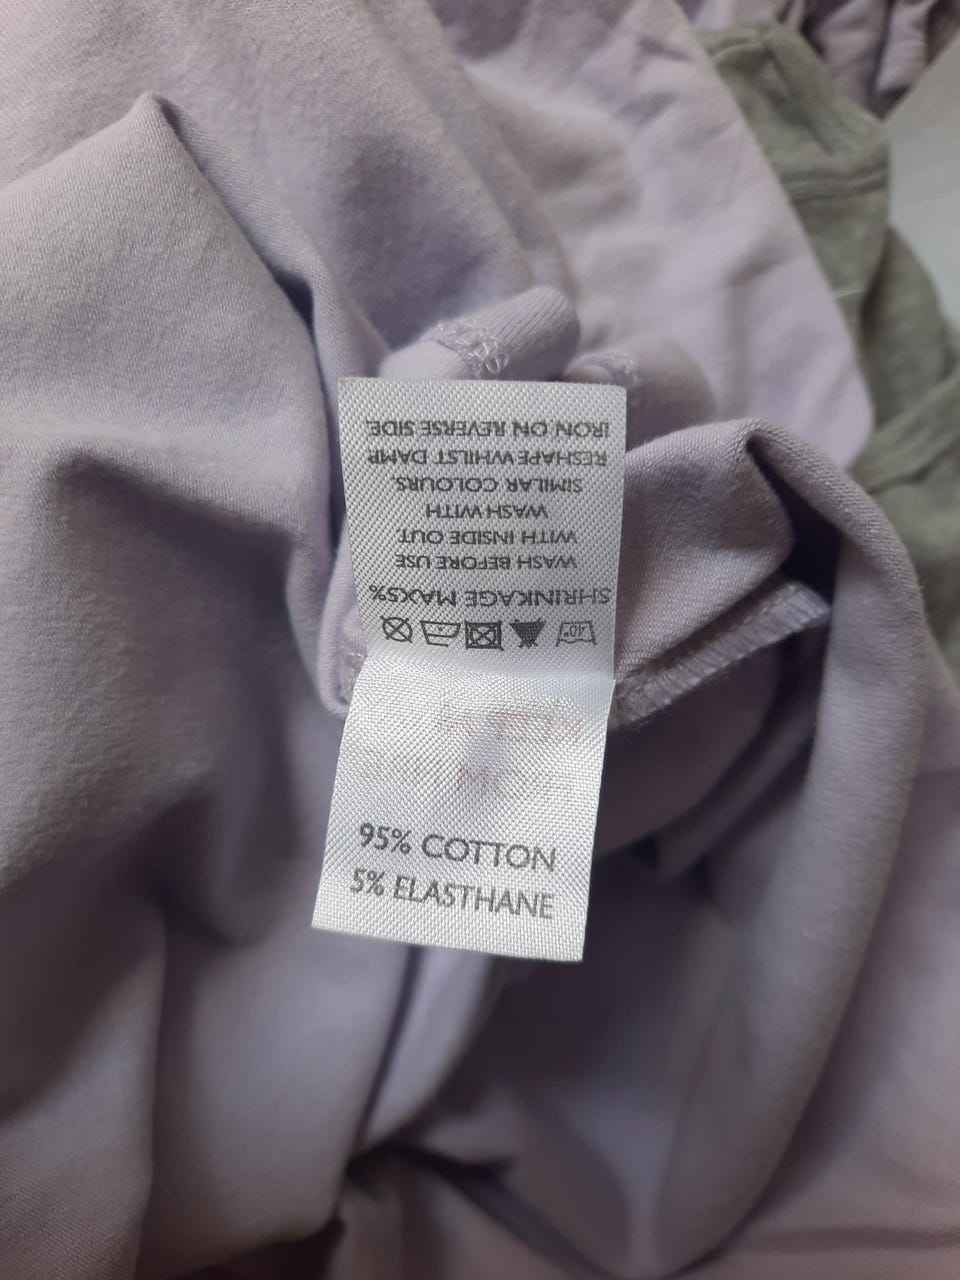 40°
SHRINKAGE MAX5%
WASH BEFORE USE
WITH INSIDE OUT.
WASH WITH
SIMILAR COLOURS.
RESHAPE WHILST DAMP
IRON ON REVERSE SIDE.
95% COTTON
5% ELASTHANE